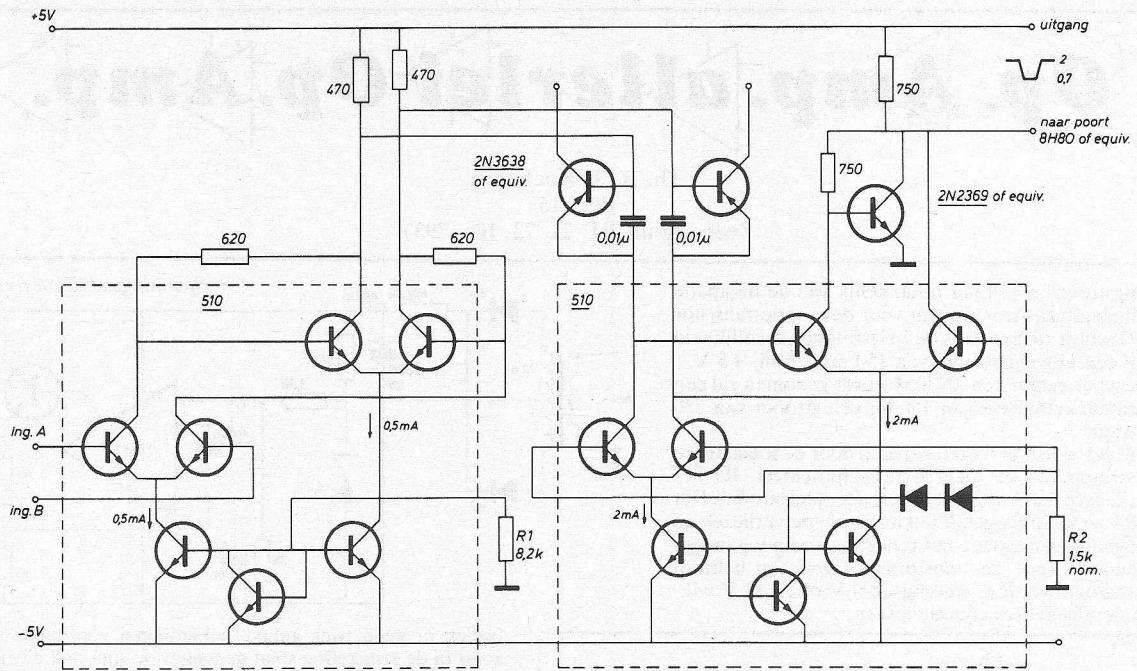 +5V
uitgang
470
470
750
2
0,7
naar poort
8H80 of equiv.
2N3638
of equiv.
750
2N2369 of equiv.
0,01µ
0,01µ
620
620
510
510
0,5mA
2mA
ing. A
ing. B
0,5mA
2mA
R1
8,2k
R2
1,5k
nom.
-5V